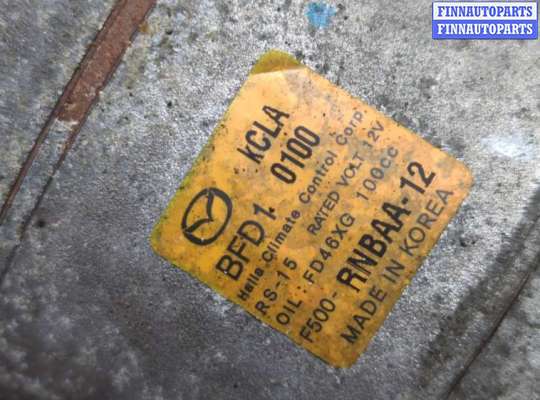 FINNAUTOPARTS
FINNAUTOPARTS
BFD1 kCLA
0100
Halla Climate Control Corp
RS-15 RATED VOLT 12V
OIL: FD46XG 100cc
F500-RNBAA-12
MADE IN KOREA